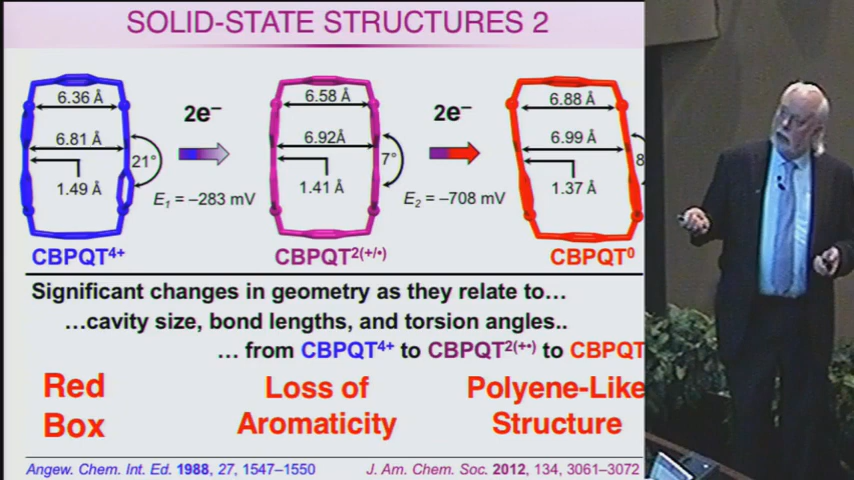 SOLID-STATE STRUCTURES 2
6.36 Å
6.81 Å
21°
1.49 Å
CBPQT4+
2e–
E1 = –283 mV
6.58 Å
6.92Å
7°
1.41 Å
CBPQT2(+/•)
2e–
E2 = –708 mV
6.88 Å
6.99 Å
8
1.37 Å
CBPQT0
Significant changes in geometry as they relate to…
…cavity size, bond lengths, and torsion angles..
… from CBPQT4+ to CBPQT2(+•) to CBPQT
Red
Box
Loss of
Aromaticity
Polyene-Like
Structure
Angew. Chem. Int. Ed. 1988, 27, 1547–1550
J. Am. Chem. Soc. 2012, 134, 3061–3072